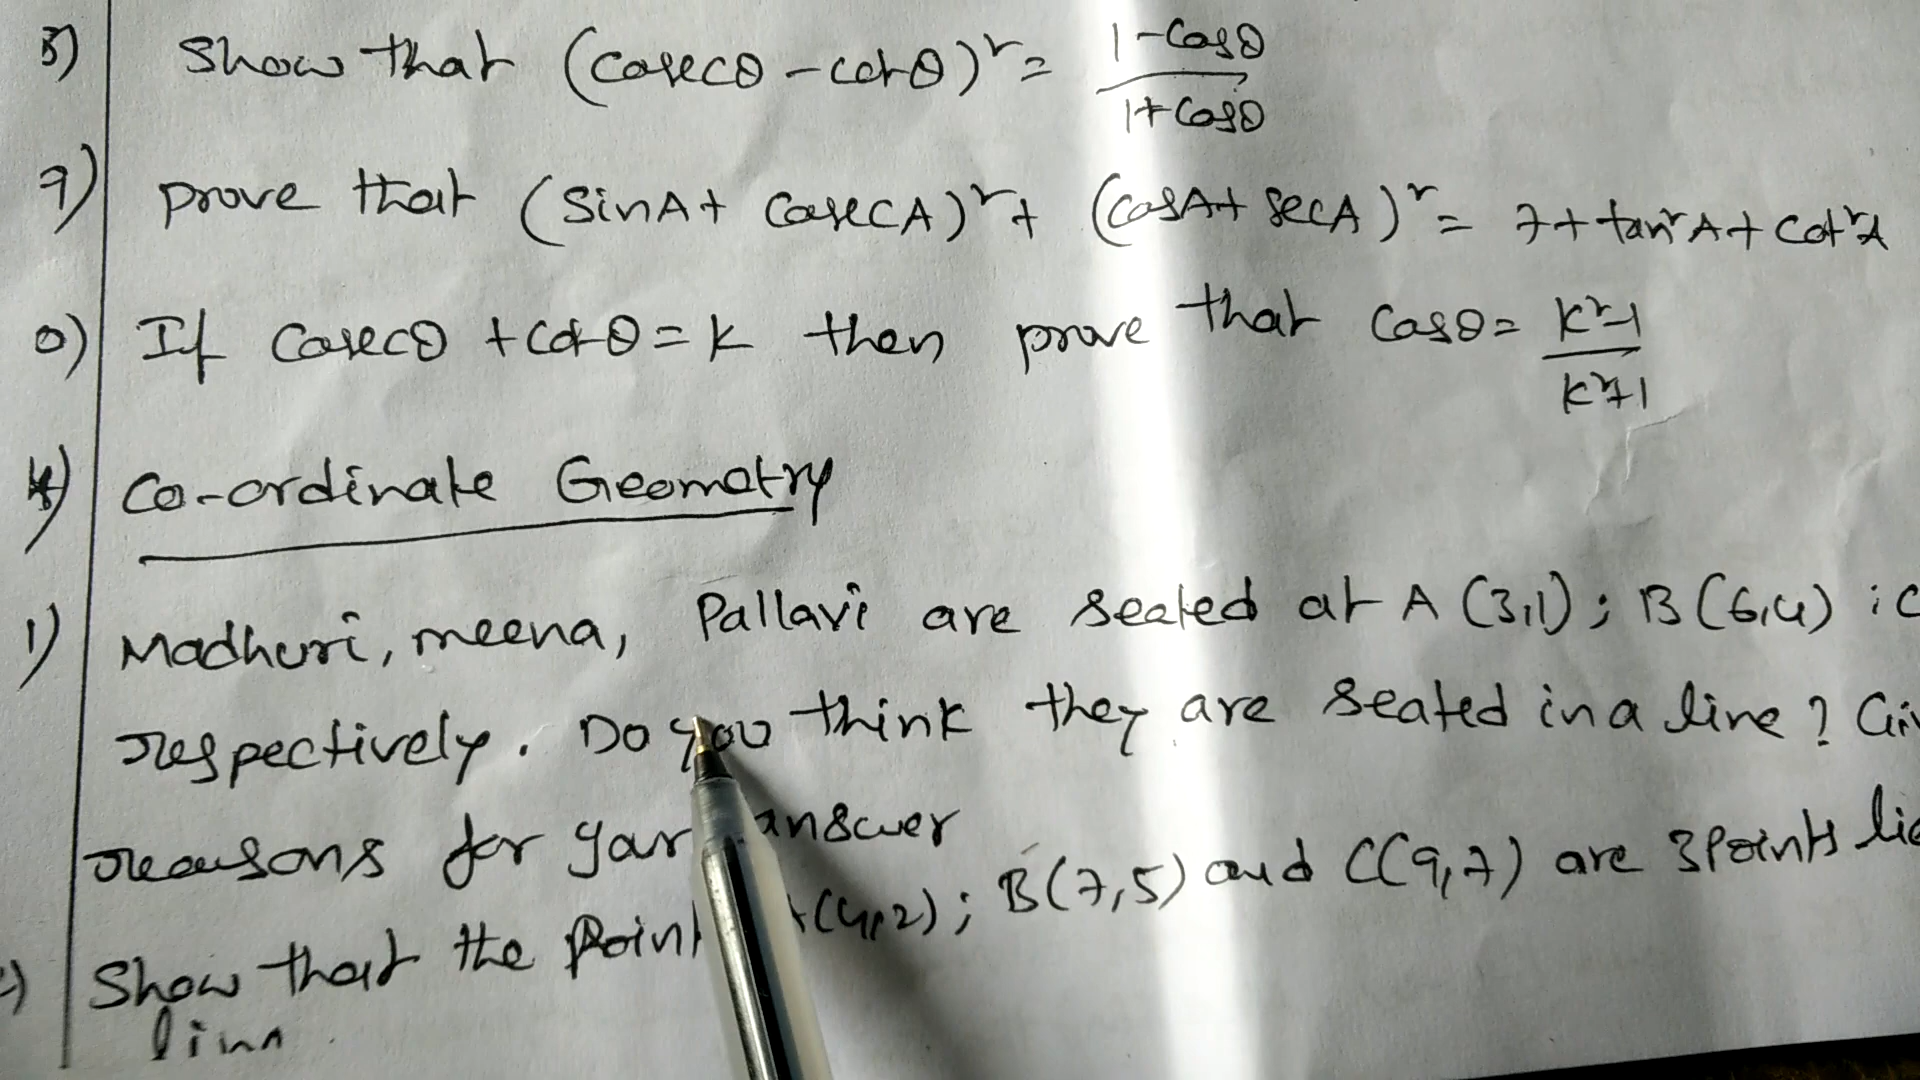 8) Show that (cosecθ - cotθ)² = 1-cosθ / 1+cosθ
9) prove that (SinA + cosecA)² + (cosA + secA)² = 7 + tan²A + cot²A
0) If cosecθ + cotθ = k then prove that cosθ = k²-1 / k²+1
*) Co-ordinate Geometry
1) Madhuri, meena, Pallavi are seated at A (3,1); B (6,4) ; C
respectively. Do you think they are seated in a line? Giv
reasons for your answer
Show that the point A(4,2); B(7,5) and C(9,7) are 3 points lie
line